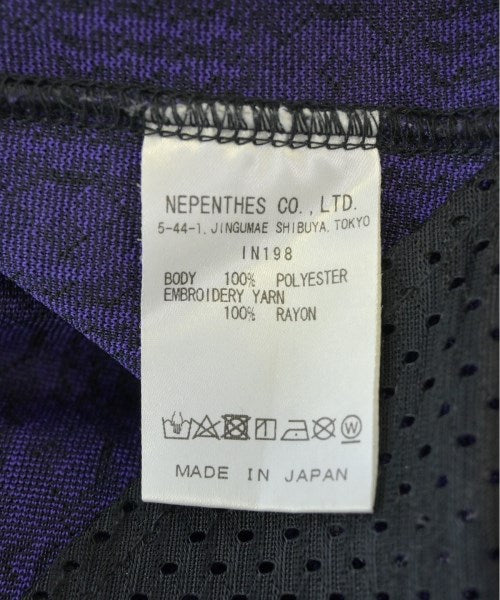 NEPENTHES CO., LTD.
5-44-1, JINGUMAE SHIBUYA, TOKYO
IN198
BODY 100% POLYESTER
EMBROIDERY YARN
100% RAYON
W
MADE IN JAPAN